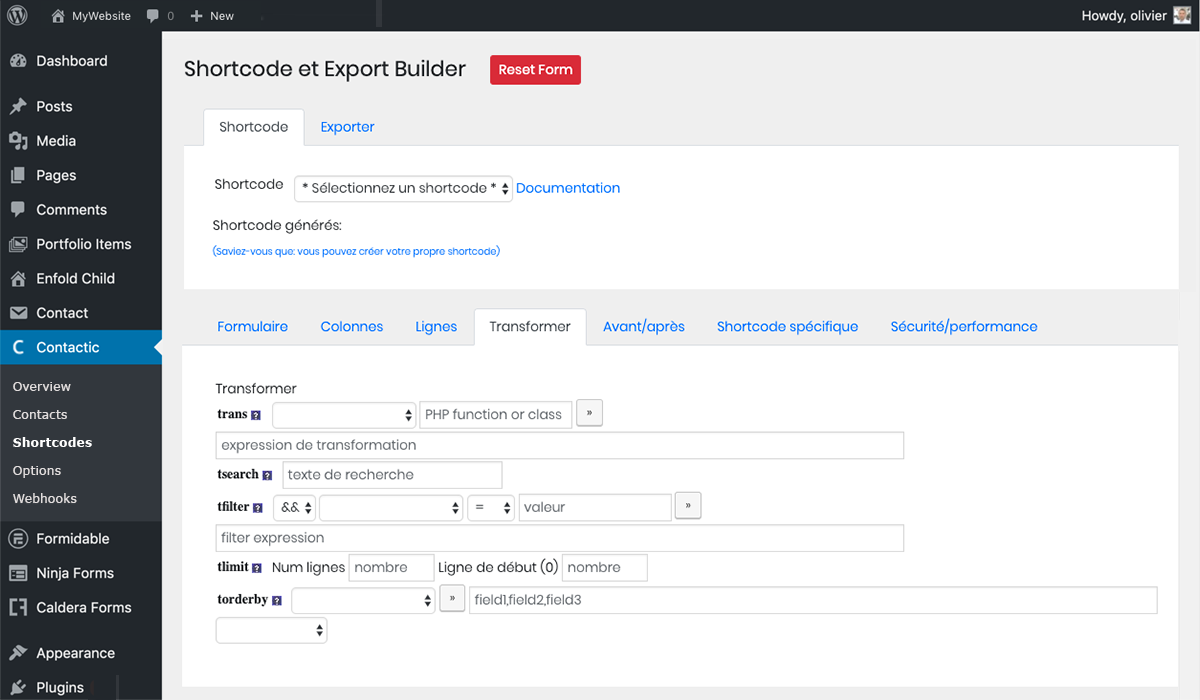 MyWebsite 0 New Howdy, olivier
Dashboard
Posts
Media
Pages
Comments
Portfolio Items
Enfold Child
Contact
Contactic
Overview
Contacts
Shortcodes
Options
Webhooks
Formidable
Ninja Forms
Caldera Forms
Appearance
Plugins
Shortcode et Export Builder Reset Form
Shortcode Exporter
Shortcode * Sélectionnez un shortcode * Documentation
Shortcode générés:
(Saviez-vous que: vous pouvez créer votre propre shortcode)
Formulaire Colonnes Lignes Transformer Avant/après Shortcode spécifique Sécurité/performance
Transformer
trans ? PHP function or class »
expression de transformation
tsearch ? texte de recherche
tfilter ? && = valeur »
filter expression
tlimit ? Num lignes nombre Ligne de début (0) nombre
torderby ? » field1,field2,field3